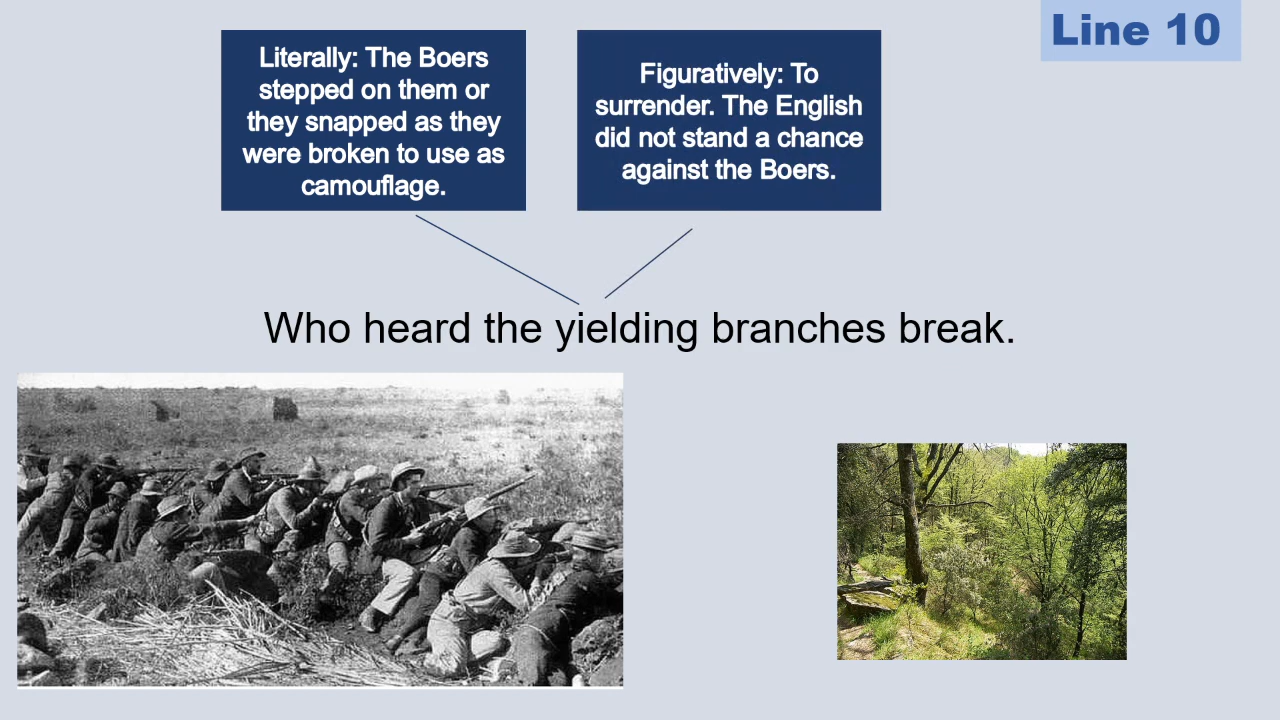 Line 10
Literally: The Boers
stepped on them or
they snapped as they
were broken to use as
camouflage.
Figuratively: To
surrender. The English
did not stand a chance
against the Boers.
Who heard the yielding branches break.